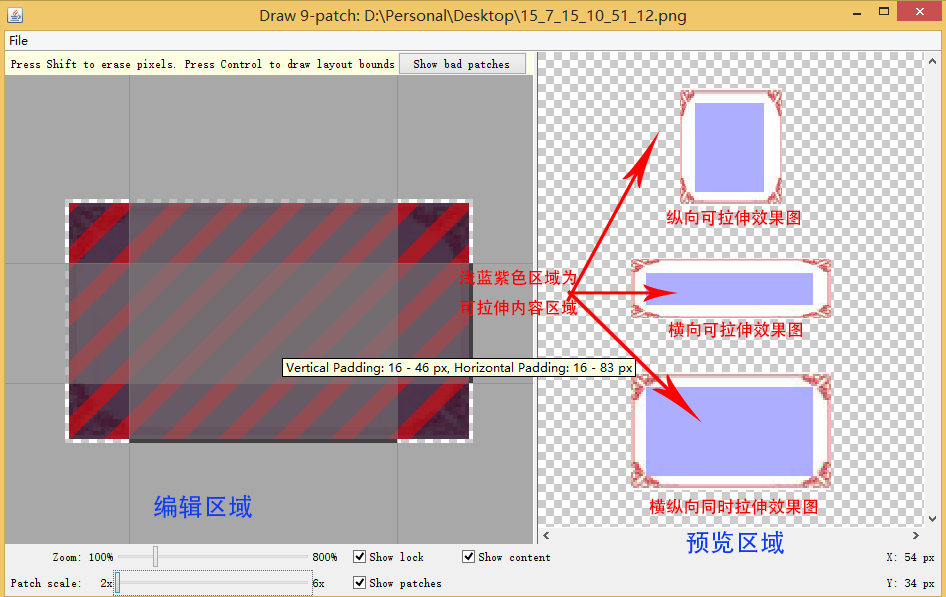 Draw 9-patch: D:\Personal\Desktop\15_7_15_10_51_12.png
File
Press Shift to erase pixels. Press Control to draw layout bounds
Show bad patches
纵向可拉伸效果图
浅蓝紫色区域为
可拉伸内容区域
横向可拉伸效果图
Vertical Padding: 16 - 46 px, Horizontal Padding: 16 - 83 px
横纵向同时拉伸效果图
编辑区域
预览区域
Zoom: 100% 800% Show lock Show content X: 54 px
Patch scale: 2x 6x Show patches Y: 34 px